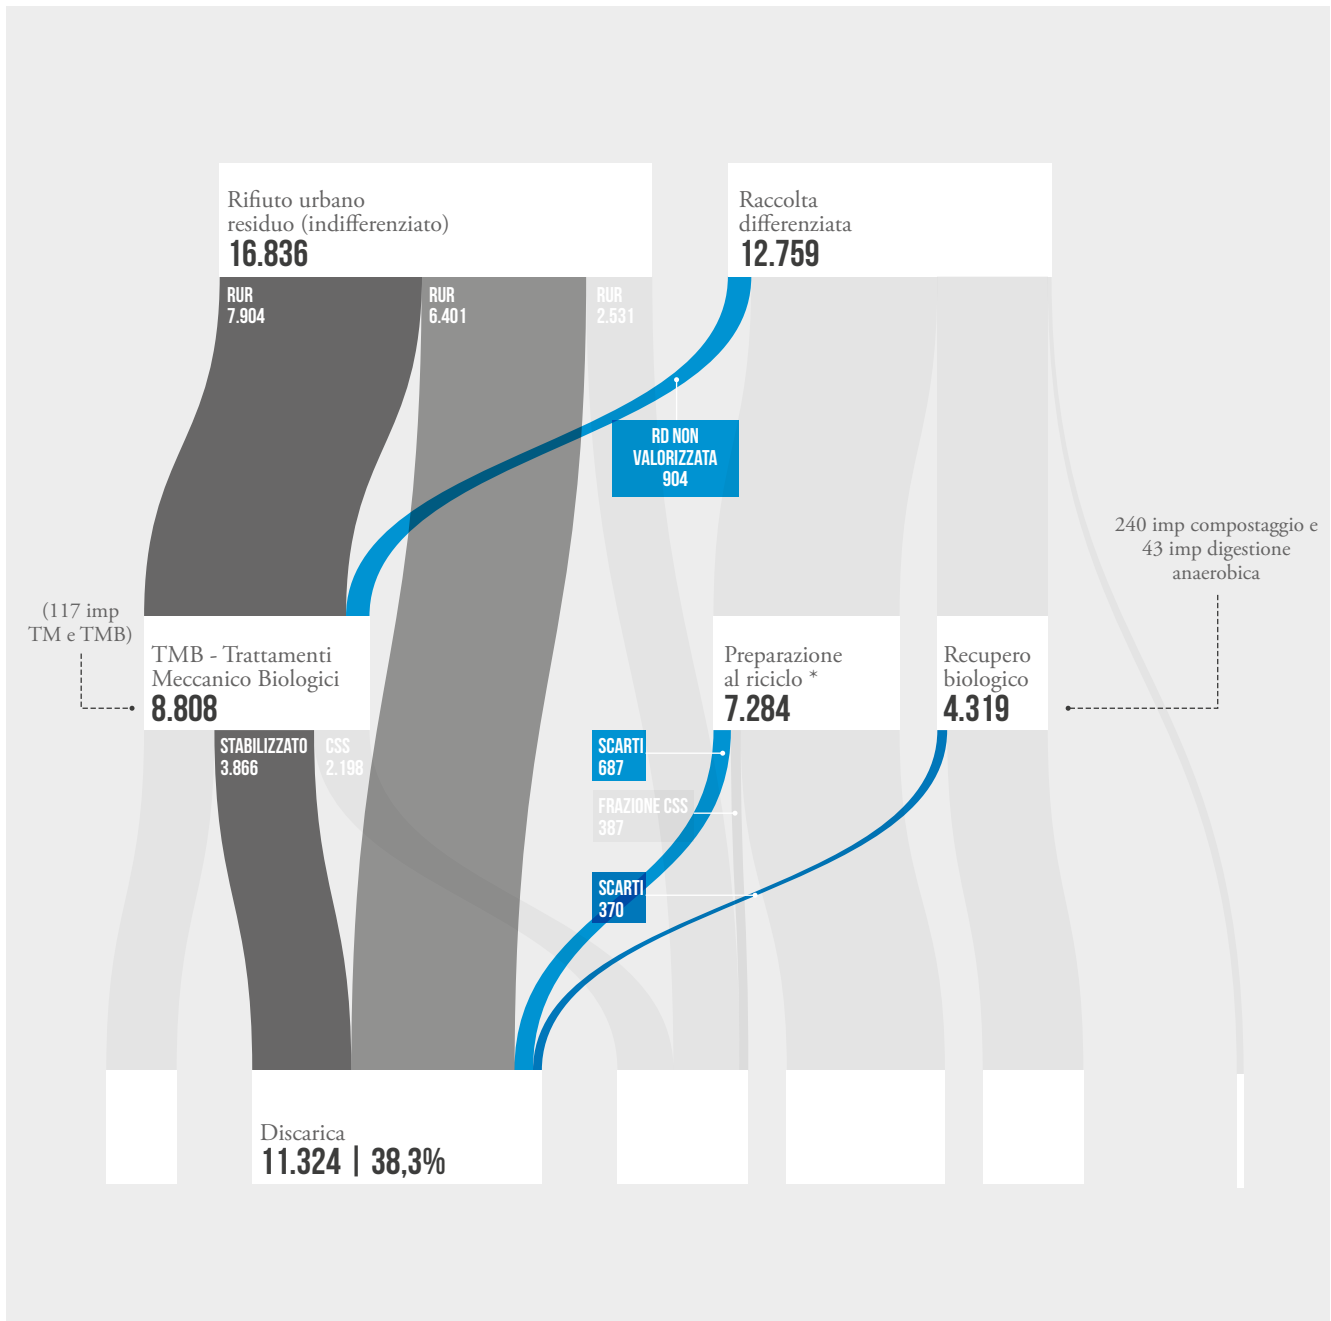 Rifiuto urbano
residuo (indifferenziato)
16.836
Raccolta
differenziata
12.759
RUR
7.904
RUR
6.401
RUR
2.531
RD NON
VALORIZZATA
904
240 imp compostaggio e
43 imp digestione
anaerobica
(117 imp
TM e TMB)
TMB - Trattamenti
Meccanico Biologici
8.808
Preparazione
al riciclo *
7.284
Recupero
biologico
4.319
STABILIZZATO
3.866
CSS
2.198
SCARTI
687
FRAZIONE CSS
387
SCARTI
370
Discarica
11.324 | 38,3%